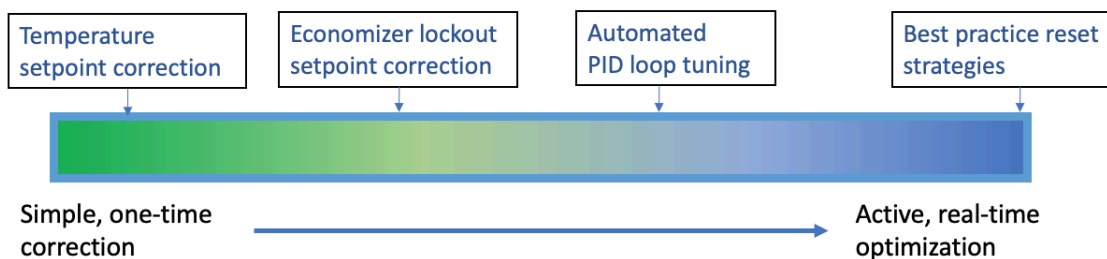 Temperature
setpoint correction
Economizer lockout
setpoint correction
Automated
PID loop tuning
Best practice reset
strategies
Simple, one-time
correction
Active, real-time
optimization